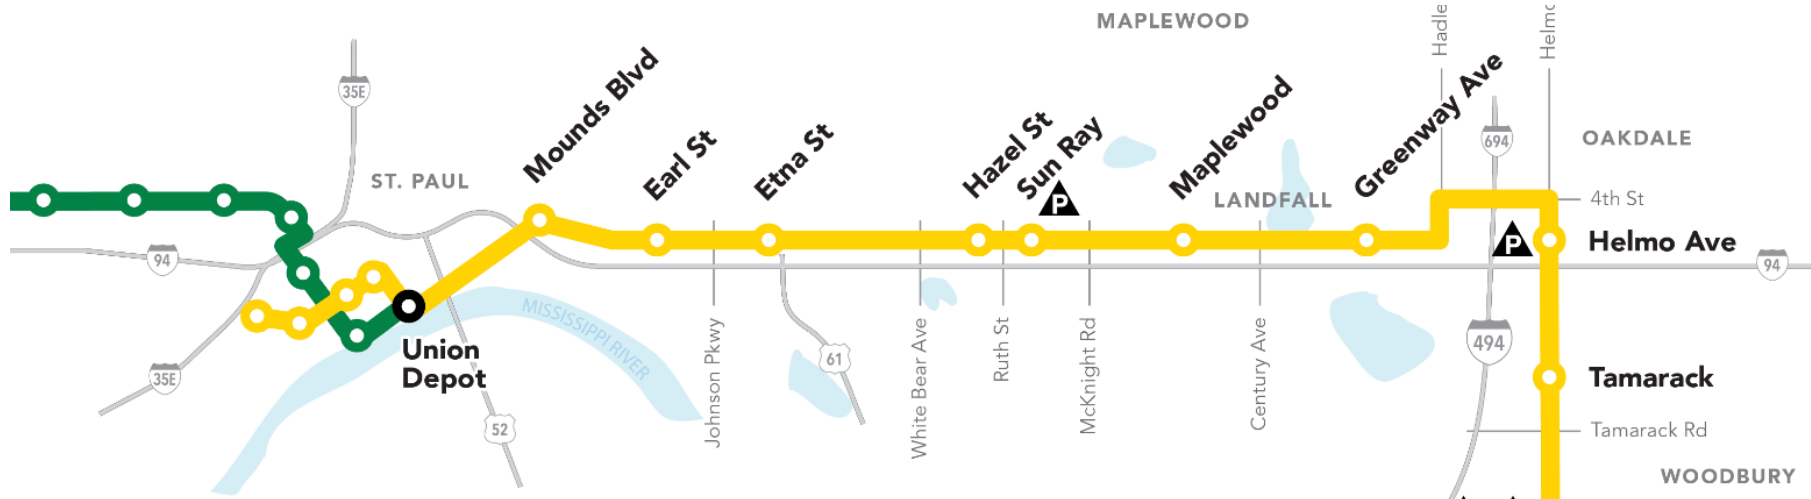 MAPLEWOOD
Hadle
Helmo
35E
Mounds Blvd
Earl St
Etna St
Hazel St
Sun Ray
P
Maplewood
Greenway Ave
694
OAKDALE
ST. PAUL
LANDFALL
4th St
94
P
Helmo Ave
94
MISSISSIPPI RIVER
Union
Depot
35E
52
Johnson Pkwy
61
White Bear Ave
Ruth St
McKnight Rd
Century Ave
494
Tamarack
Tamarack Rd
WOODBURY